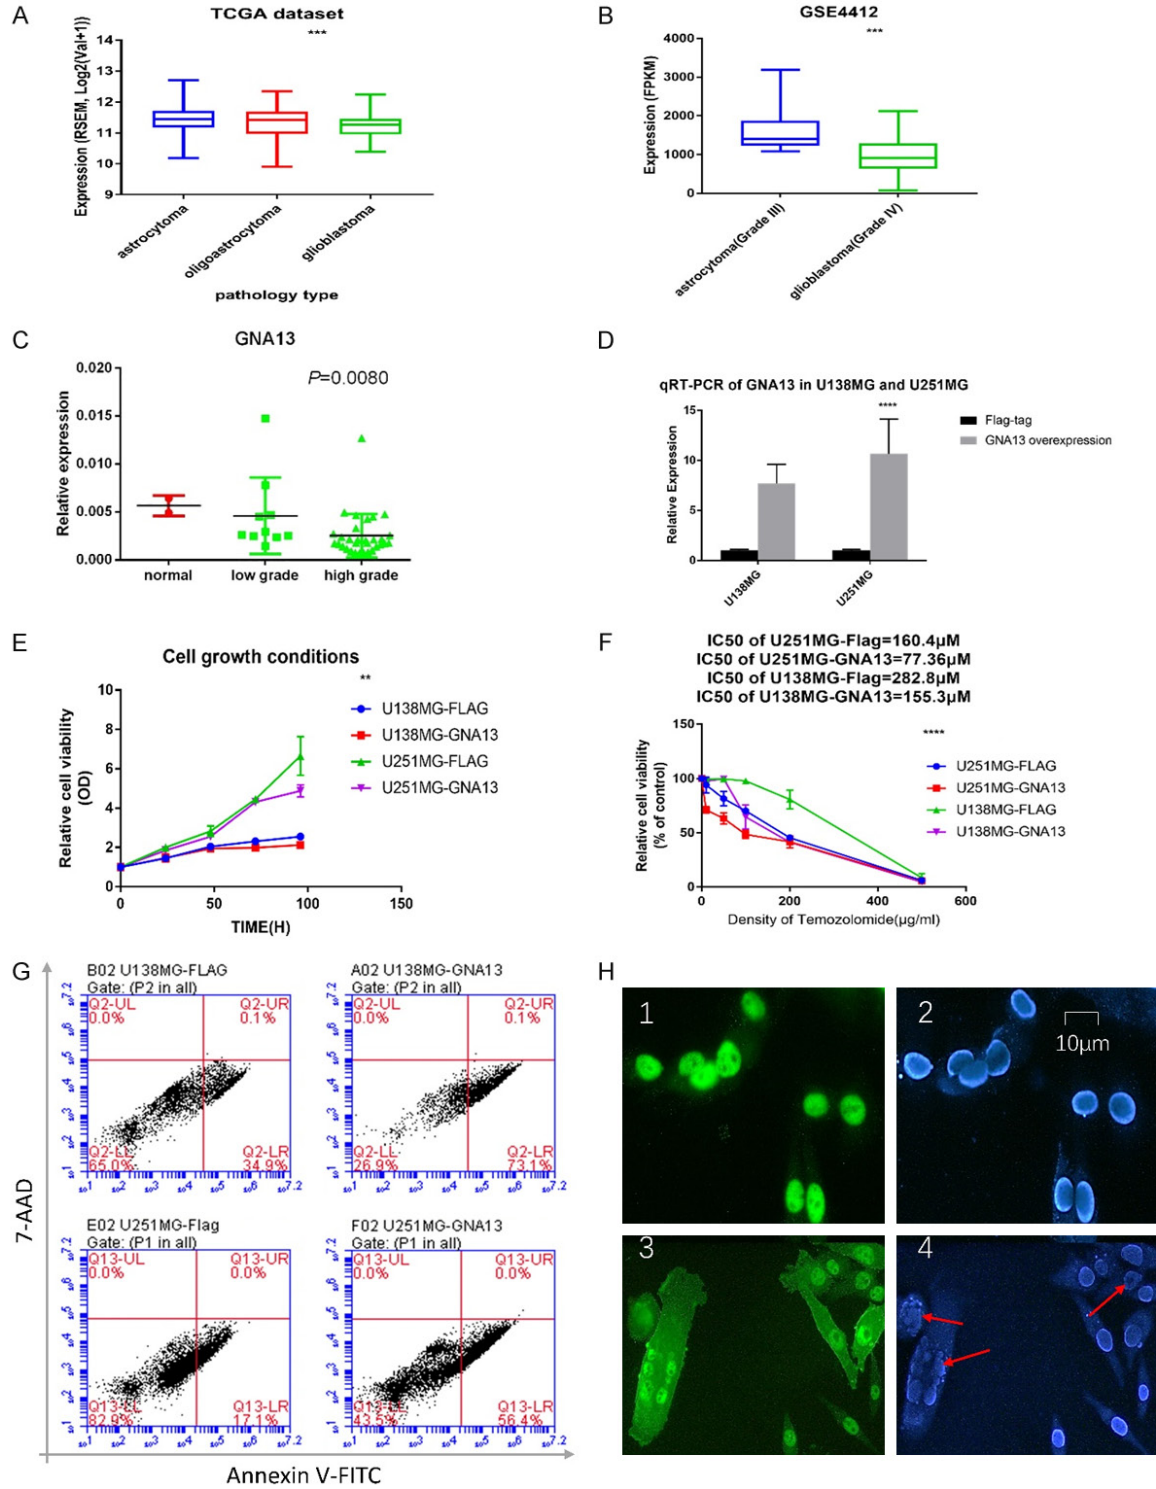 A
TCGA dataset
***
Expression (RSEM, Log2(Val+1))
14
13
12
11
10
9
astrocytoma
oligoastrocytoma
glioblastoma
pathology type
B
GSE4412
***
Expression (FPKM)
4000
3000
2000
1000
0
astrocytoma(Grade III)
glioblastoma(Grade IV)
C
GNA13
P=0.0080
Relative expression
0.020
0.015
0.010
0.005
0.000
normal
low grade
high grade
D
qRT-PCR of GNA13 in U138MG and U251MG
****
Relative Expression
15
10
5
0
U138MG
U251MG
Flag-tag
GNA13 overexpression
E
Cell growth conditions
**
Relative cell viability
(OD)
10
8
6
4
2
0
0 50 100 150
TIME(H)
U138MG-FLAG
U138MG-GNA13
U251MG-FLAG
U251MG-GNA13
F
IC50 of U251MG-Flag=160.4µM
IC50 of U251MG-GNA13=77.36µM
IC50 of U138MG-Flag=282.8µM
IC50 of U138MG-GNA13=155.3µM
****
Relative cell viability
(% of control)
150
100
50
0
0 200 400 600
Density of Temozolomide(µg/ml)
U251MG-FLAG
U251MG-GNA13
U138MG-FLAG
U138MG-GNA13
G
7-AAD
B02 U138MG-FLAG
Gate: (P2 in all)
Q2-UL
0.0%
Q2-UR
0.1%
Q2-LL
65.0%
Q2-LR
34.9%
A02 U138MG-GNA13
Gate: (P2 in all)
Q2-UL
0.0%
Q2-UR
0.1%
Q2-LL
26.9%
Q2-LR
73.1%
E02 U251MG-Flag
Gate: (P1 in all)
Q13-UL
0.0%
Q13-UR
0.0%
Q13-LL
82.9%
Q13-LR
17.1%
F02 U251MG-GNA13
Gate: (P1 in all)
Q13-UL
0.0%
Q13-UR
0.0%
Q13-LL
43.5%
Q13-LR
56.4%
Annexin V-FITC
H
1
2
10µm
3
4